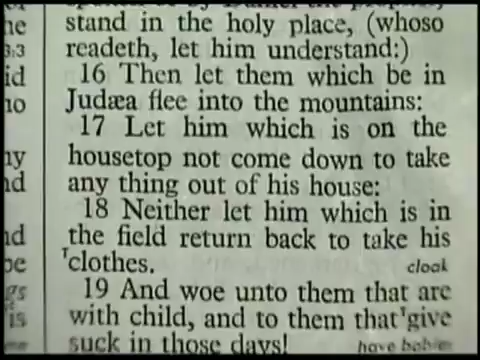 stand in the holy place, (whoso
readeth, let him understand:)
16 Then let them which be in
Judæa flee into the mountains:
17 Let him which is on the
housetop not come down to take
any thing out of his house:
18 Neither let him which is in
the field return back to take his
ᵀclothes. cloak
19 And woe unto them that are
with child, and to them that ᵀgive
suck in those days! have babies